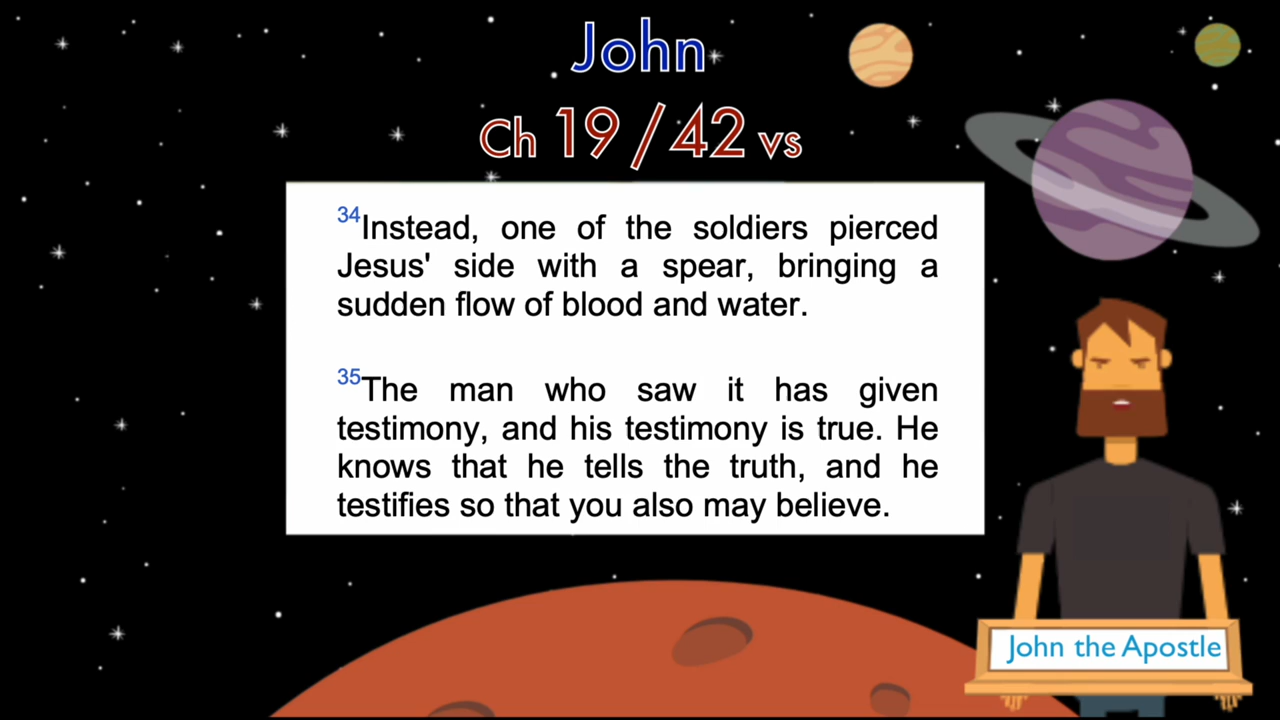 John
Ch 19 / 42 vs
34Instead, one of the soldiers pierced
Jesus' side with a spear, bringing a
sudden flow of blood and water.
35The man who saw it has given
testimony, and his testimony is true. He
knows that he tells the truth, and he
testifies so that you also may believe.
John the Apostle